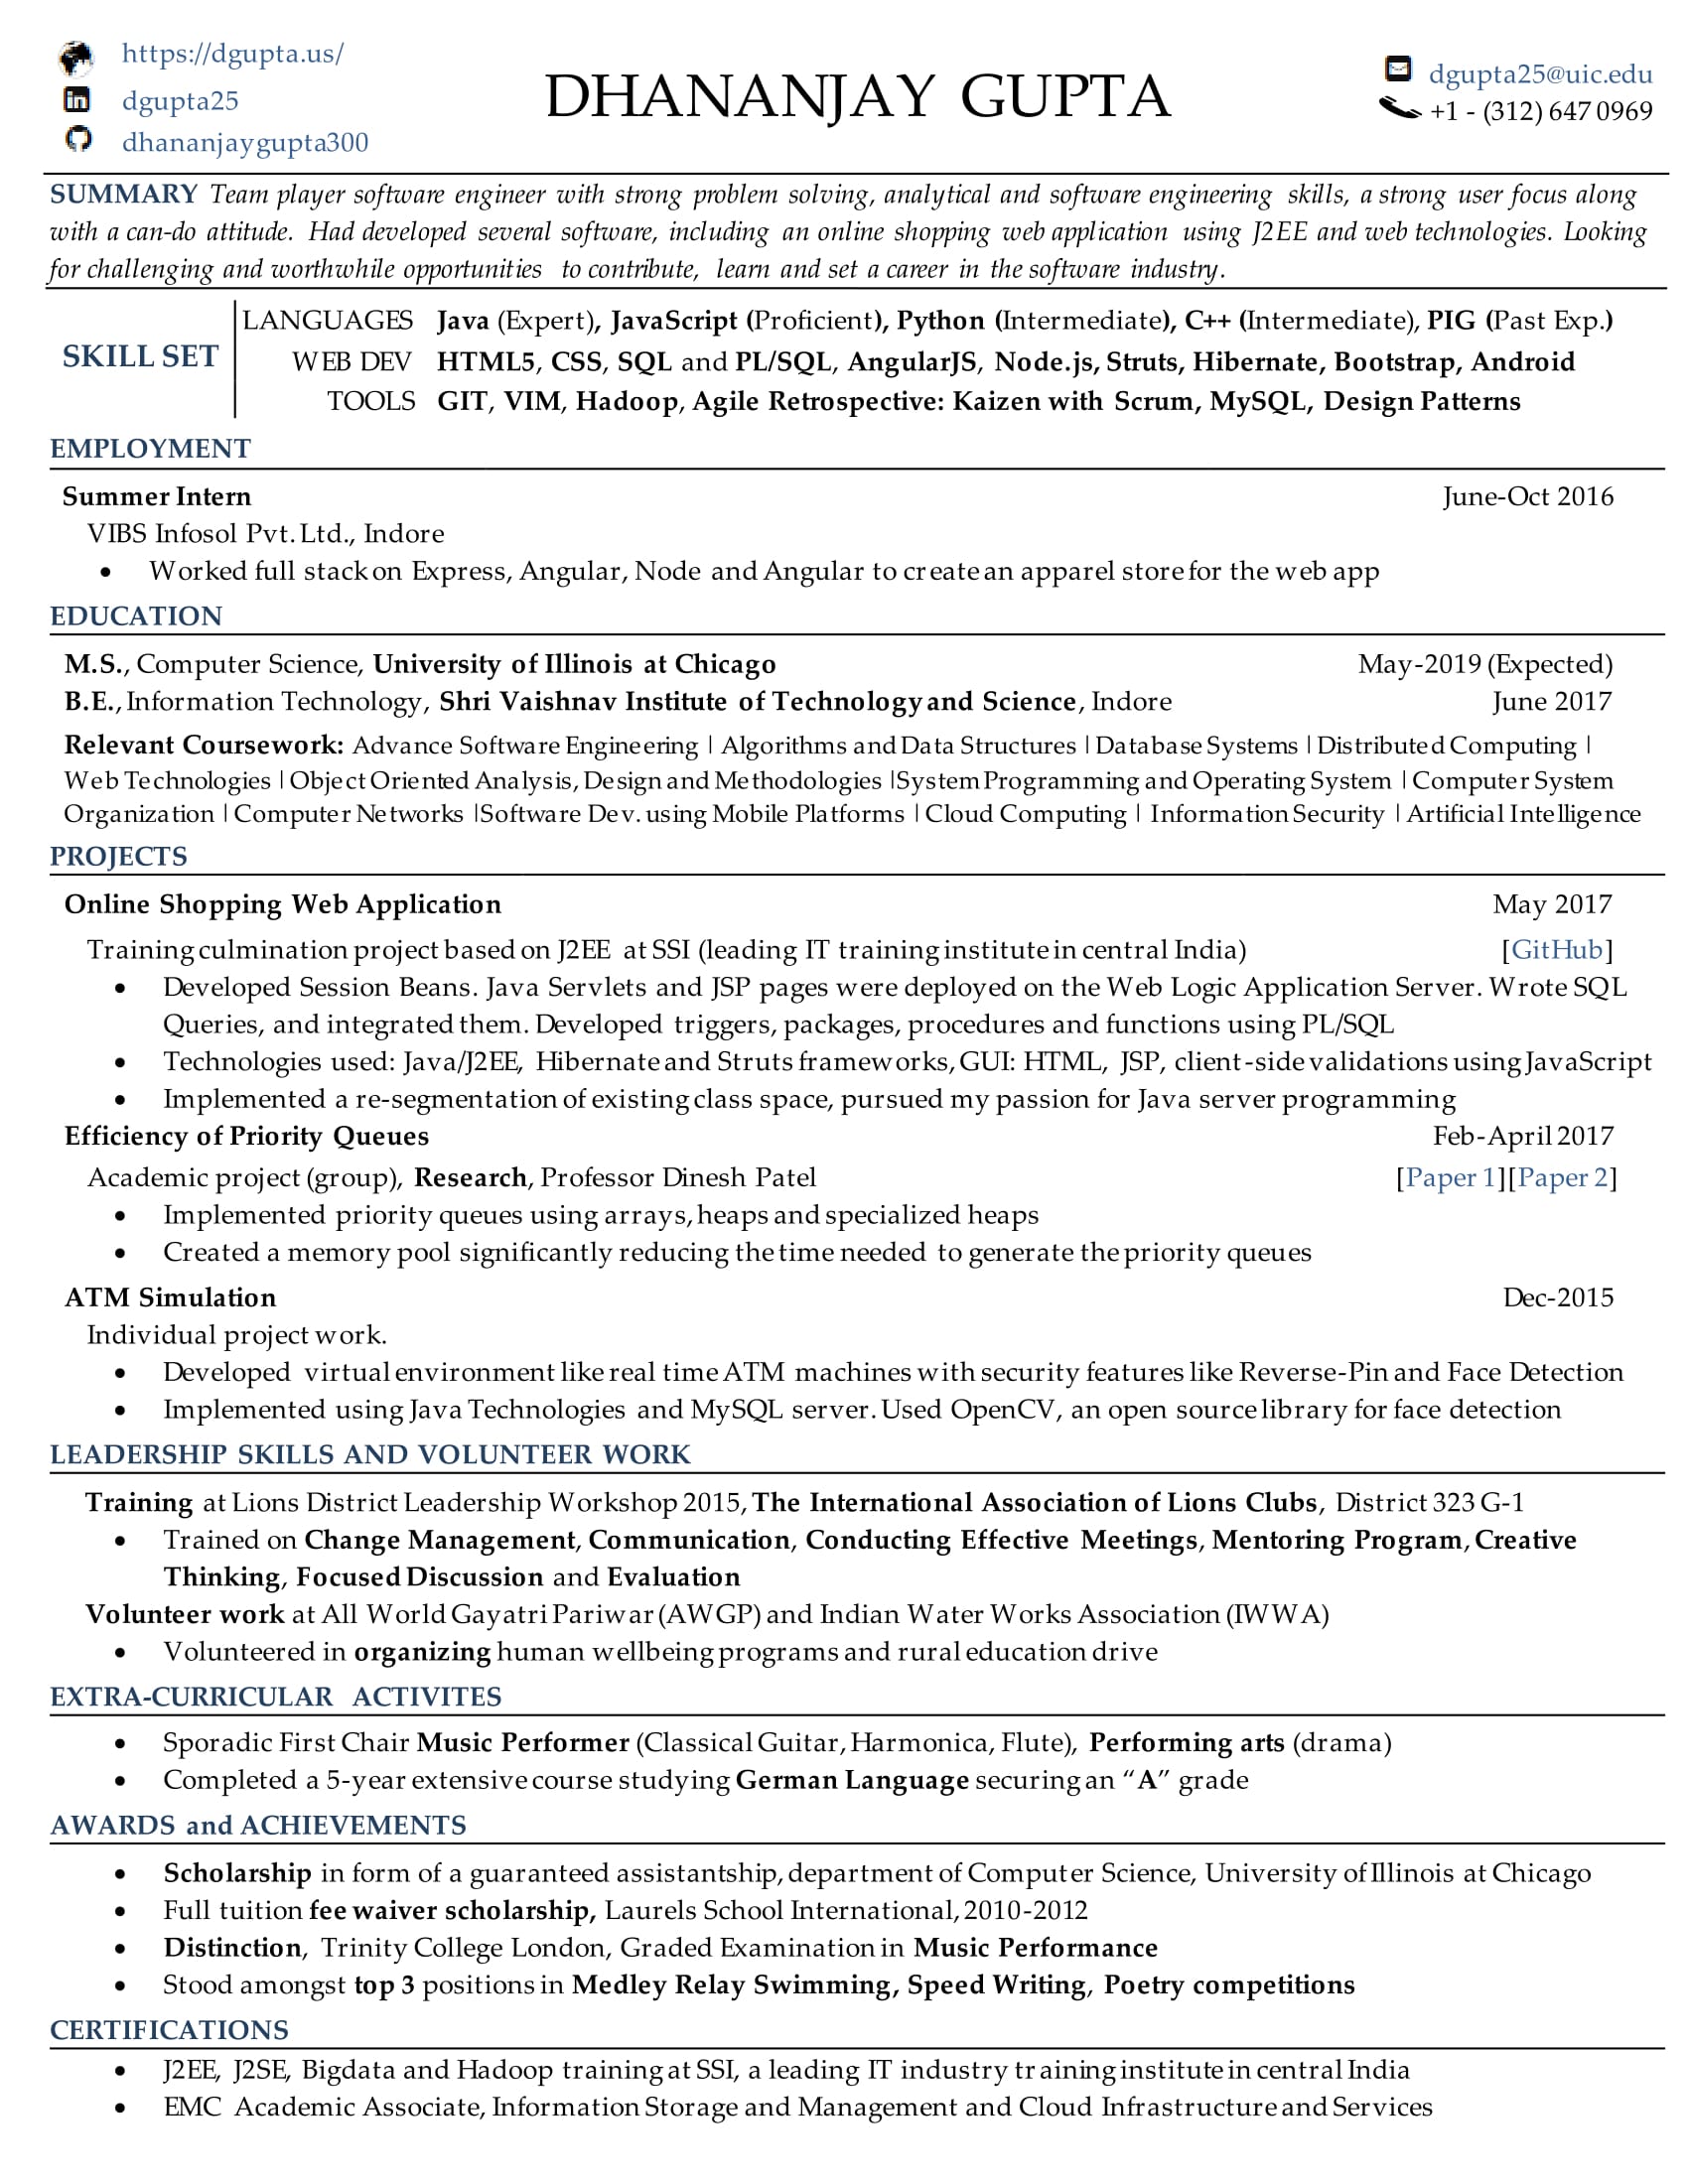 https://dgupta.us/
dgupta25
dhananjaygupta300
DHANANJAY GUPTA
dgupta25@uic.edu
+1 - (312) 647 0969
SUMMARY Team player software engineer with strong problem solving, analytical and software engineering skills, a strong user focus along
with a can-do attitude. Had developed several software, including an online shopping web application using J2EE and web technologies. Looking
for challenging and worthwhile opportunities to contribute, learn and set a career in the software industry.
SKILL SET
LANGUAGES Java (Expert), JavaScript (Proficient), Python (Intermediate), C++ (Intermediate), PIG (Past Exp.)
WEB DEV HTML5, CSS, SQL and PL/SQL, AngularJS, Node.js, Struts, Hibernate, Bootstrap, Android
TOOLS GIT, VIM, Hadoop, Agile Retrospective: Kaizen with Scrum, MySQL, Design Patterns
EMPLOYMENT
Summer Intern June-Oct 2016
VIBS Infosol Pvt. Ltd., Indore
• Worked full stack on Express, Angular, Node and Angular to create an apparel store for the web app
EDUCATION
M.S., Computer Science, University of Illinois at Chicago May-2019 (Expected)
B.E., Information Technology, Shri Vaishnav Institute of Technology and Science, Indore June 2017
Relevant Coursework: Advance Software Engineering | Algorithms and Data Structures | Database Systems | Distributed Computing |
Web Technologies | Object Oriented Analysis, Design and Methodologies |System Programming and Operating System | Computer System
Organization | Computer Networks |Software Dev. using Mobile Platforms | Cloud Computing | Information Security | Artificial Intelligence
PROJECTS
Online Shopping Web Application May 2017
Training culmination project based on J2EE at SSI (leading IT training institute in central India) [GitHub]
• Developed Session Beans. Java Servlets and JSP pages were deployed on the Web Logic Application Server. Wrote SQL
Queries, and integrated them. Developed triggers, packages, procedures and functions using PL/SQL
• Technologies used: Java/J2EE, Hibernate and Struts frameworks, GUI: HTML, JSP, client-side validations using JavaScript
• Implemented a re-segmentation of existing class space, pursued my passion for Java server programming
Efficiency of Priority Queues Feb-April 2017
Academic project (group), Research, Professor Dinesh Patel [Paper 1][Paper 2]
• Implemented priority queues using arrays, heaps and specialized heaps
• Created a memory pool significantly reducing the time needed to generate the priority queues
ATM Simulation Dec-2015
Individual project work.
• Developed virtual environment like real time ATM machines with security features like Reverse-Pin and Face Detection
• Implemented using Java Technologies and MySQL server. Used OpenCV, an open source library for face detection
LEADERSHIP SKILLS AND VOLUNTEER WORK
Training at Lions District Leadership Workshop 2015, The International Association of Lions Clubs, District 323 G-1
• Trained on Change Management, Communication, Conducting Effective Meetings, Mentoring Program, Creative
Thinking, Focused Discussion and Evaluation
Volunteer work at All World Gayatri Pariwar (AWGP) and Indian Water Works Association (IWWA)
• Volunteered in organizing human wellbeing programs and rural education drive
EXTRA-CURRICULAR ACTIVITES
• Sporadic First Chair Music Performer (Classical Guitar, Harmonica, Flute), Performing arts (drama)
• Completed a 5-year extensive course studying German Language securing an “A” grade
AWARDS and ACHIEVEMENTS
• Scholarship in form of a guaranteed assistantship, department of Computer Science, University of Illinois at Chicago
• Full tuition fee waiver scholarship, Laurels School International, 2010-2012
• Distinction, Trinity College London, Graded Examination in Music Performance
• Stood amongst top 3 positions in Medley Relay Swimming, Speed Writing, Poetry competitions
CERTIFICATIONS
• J2EE, J2SE, Bigdata and Hadoop training at SSI, a leading IT industry training institute in central India
• EMC Academic Associate, Information Storage and Management and Cloud Infrastructure and Services